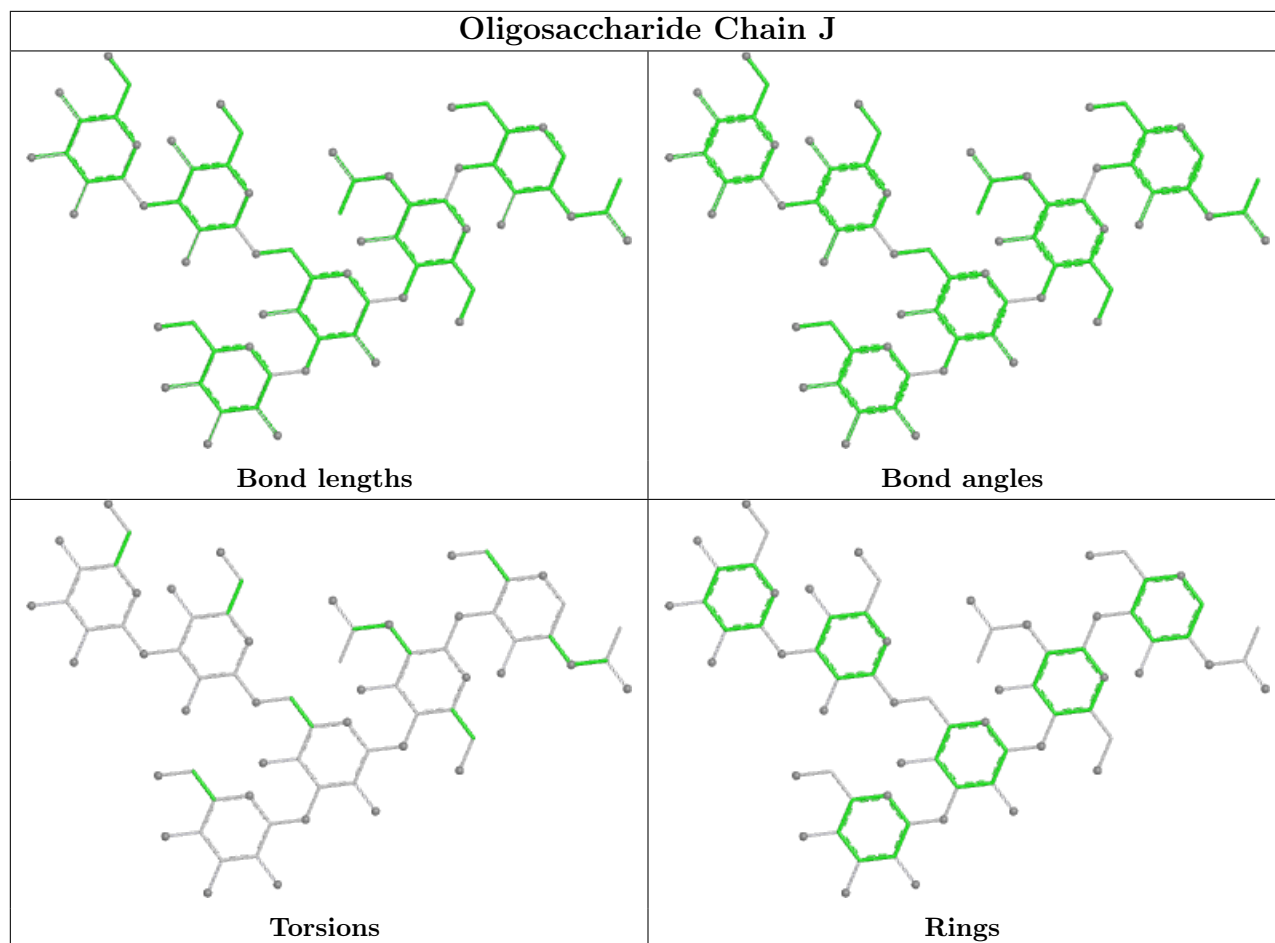 Oligosaccharide Chain J
Bond lengths
Bond angles
Torsions
Rings